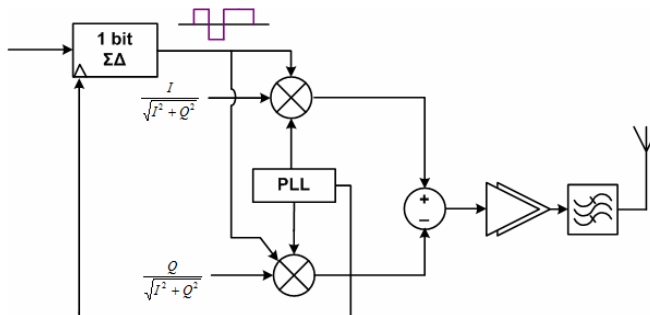 1 bit
ΣΔ
I
√I² + Q²
PLL
+
−
Q
√I² + Q²